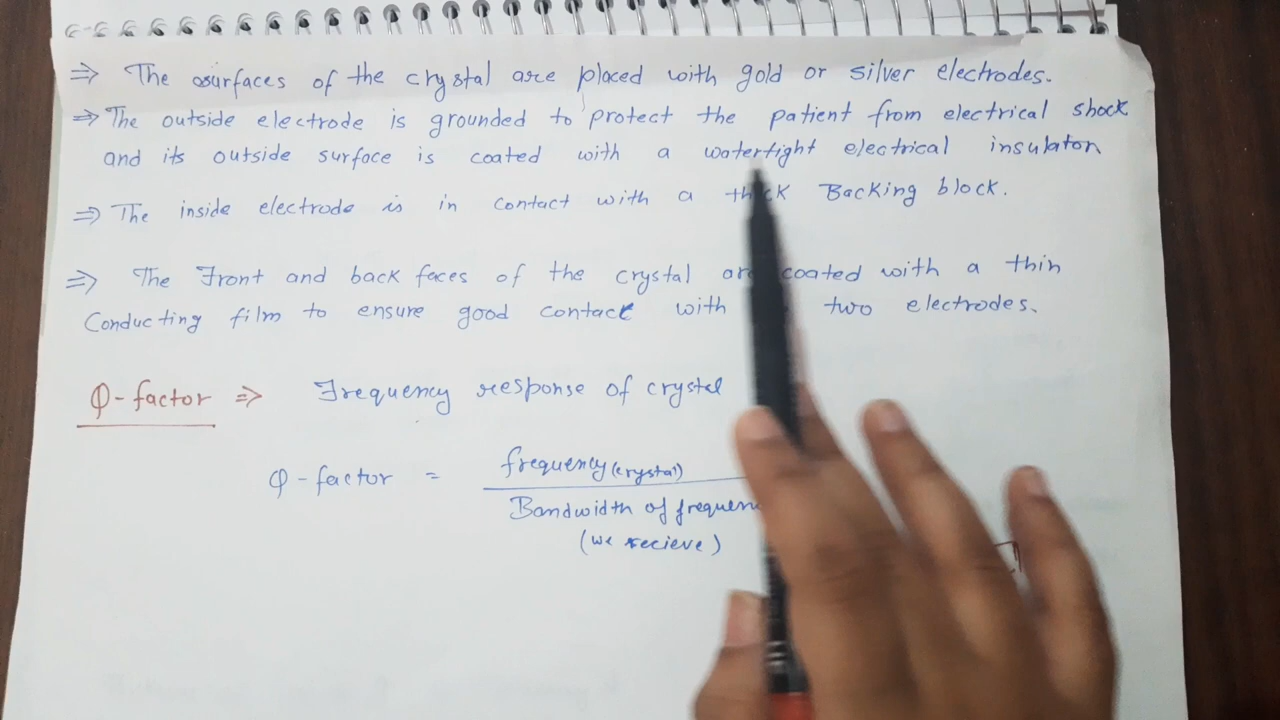 ⇒ The surfaces of the crystal are placed with gold or silver electrodes.
⇒ The outside electrode is grounded to protect the patient from electrical shock
and its outside surface is coated with a watertight electrical insulator
⇒ The inside electrode is in contact with a thick Backing block.
⇒ The Front and back faces of the crystal are coated with a thin
Conducting film to ensure good contact with two electrodes.
Q-factor ⇒ Frequency response of crystal
Q-factor = frequency (crystal)
Bandwidth of
(we recieve)